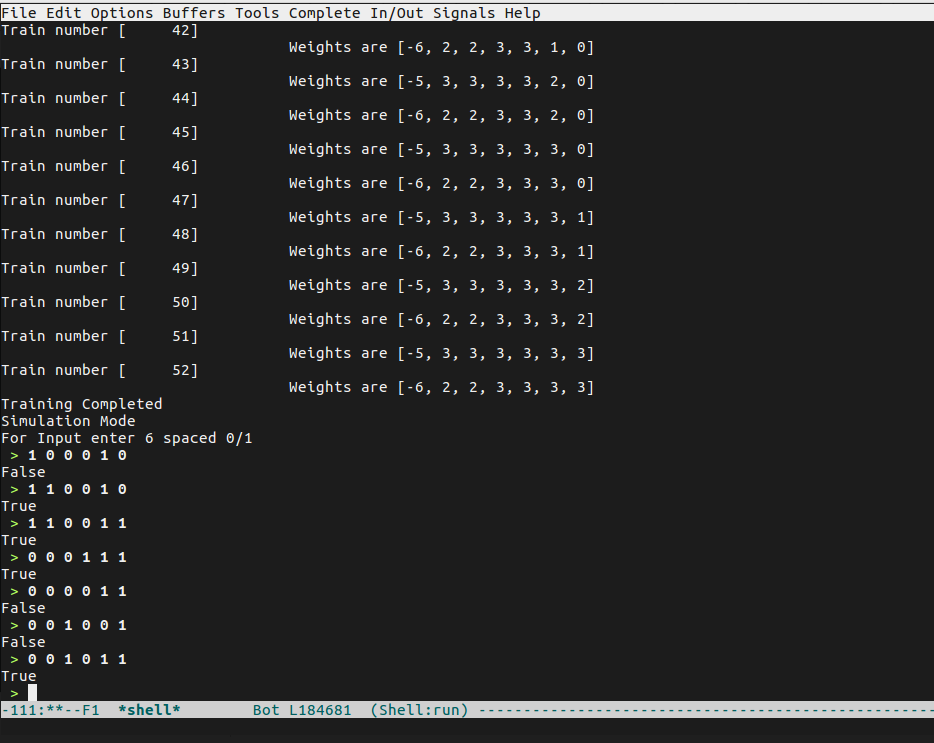 File Edit Options Buffers Tools Complete In/Out Signals Help
Train number [     42]
Weights are [-6, 2, 2, 3, 3, 1, 0]
Train number [     43]
Weights are [-5, 3, 3, 3, 3, 2, 0]
Train number [     44]
Weights are [-6, 2, 2, 3, 3, 2, 0]
Train number [     45]
Weights are [-5, 3, 3, 3, 3, 3, 0]
Train number [     46]
Weights are [-6, 2, 2, 3, 3, 3, 0]
Train number [     47]
Weights are [-5, 3, 3, 3, 3, 3, 1]
Train number [     48]
Weights are [-6, 2, 2, 3, 3, 3, 1]
Train number [     49]
Weights are [-5, 3, 3, 3, 3, 3, 2]
Train number [     50]
Weights are [-6, 2, 2, 3, 3, 3, 2]
Train number [     51]
Weights are [-5, 3, 3, 3, 3, 3, 3]
Train number [     52]
Weights are [-6, 2, 2, 3, 3, 3, 3]
Training Completed
Simulation Mode
For Input enter 6 spaced 0/1
> 1 0 0 0 1 0
False
> 1 1 0 0 1 0
True
> 1 1 0 0 1 1
True
> 0 0 0 1 1 1
True
> 0 0 0 0 1 1
False
> 0 0 1 0 0 1
False
> 0 0 1 0 1 1
True
>
-111:**--F1  *shell*        Bot L184681  (Shell:run) ---------------------------------------------------